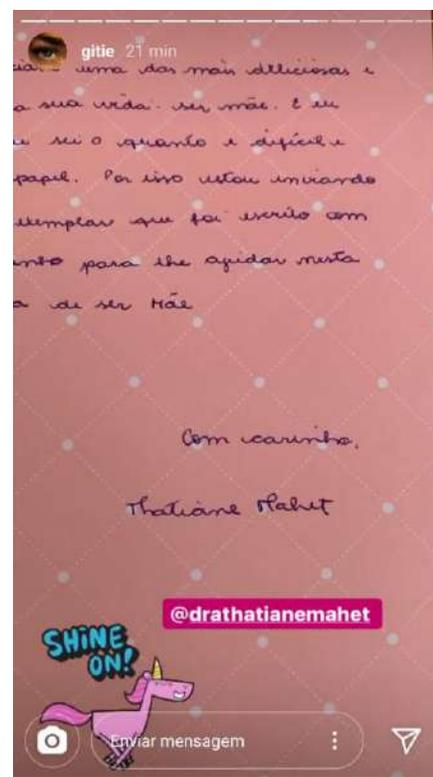 gitie 21 min
uma das mais deliciosas e
a sua vida. ser mãe. E eu
sei o quanto é difícil e
papel. Por isso estou enviando
exemplar que foi escrito com
para lhe ajudar nesta
a de ser Mãe
Com carinho,
Thatiane Mahet
@drathatianemahet
SHINE
ON!
Enviar mensagem